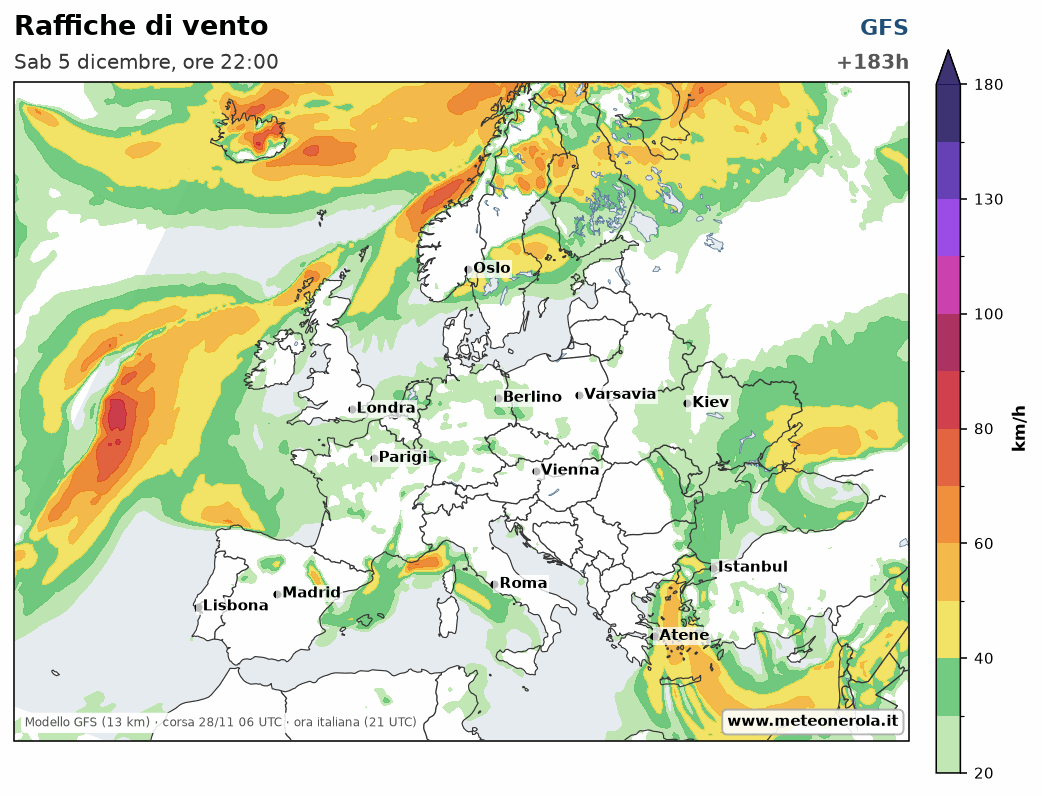 Raffiche di vento
GFS
Sab 5 dicembre, ore 22:00
+183h
180
130
100
80
60
40
20
km/h
Oslo
Londra
Berlino
Varsavia
Kiev
Parigi
Vienna
Istanbul
Roma
Madrid
Lisbona
Atene
Modello GFS (13 km) · corsa 28/11 06 UTC · ora italiana (21 UTC)
www.meteonerola.it